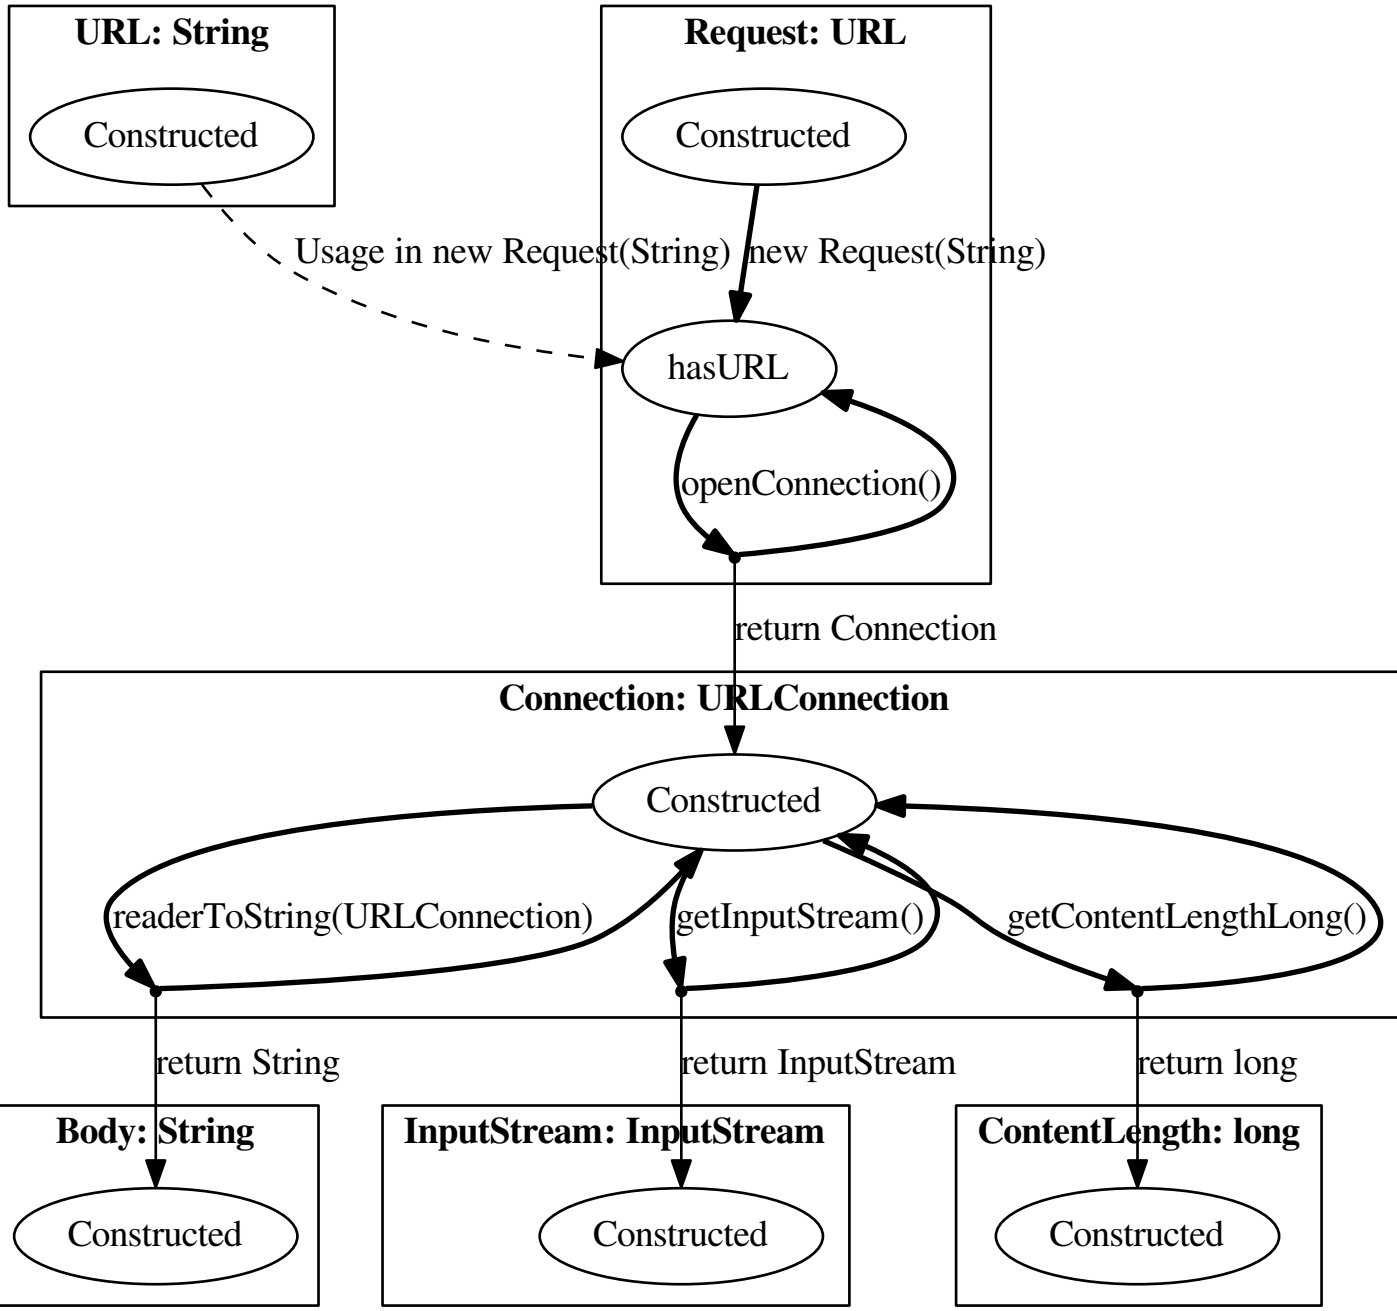 URL: String
Request: URL
Constructed
Constructed
Usage in new Request(String)
new Request(String)
hasURL
openConnection()
return Connection
Connection: URLConnection
Constructed
readerToString(URLConnection)
getInputStream()
getContentLengthLong()
return String
return InputStream
return long
Body: String
InputStream: InputStream
ContentLength: long
Constructed
Constructed
Constructed